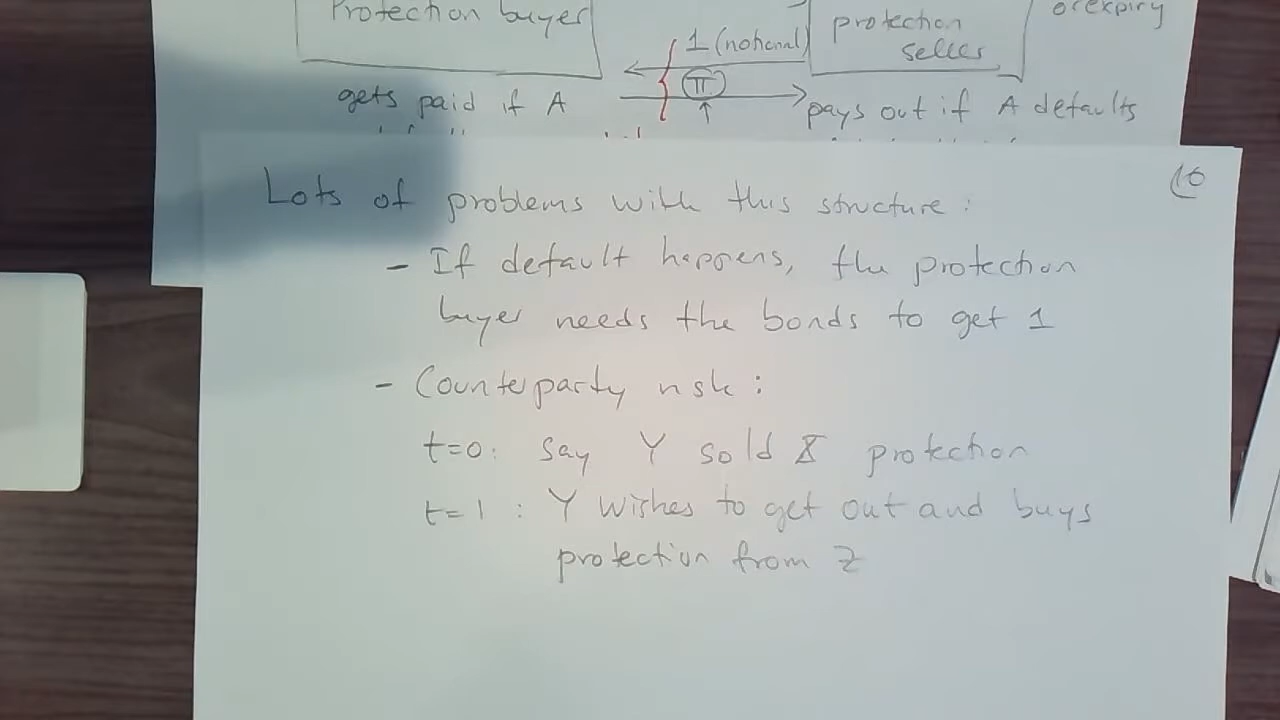 Protection buyer
1 (notional)
protection
seller
or expiry
gets paid if A
π
pays out if A defaults
10
Lots of problems with this structure:
- If default happens, the protection
buyer needs the bonds to get 1
- Counterparty risk:
t=0: say Y sold X protection
t=1: Y wishes to get out and buys
protection from Z